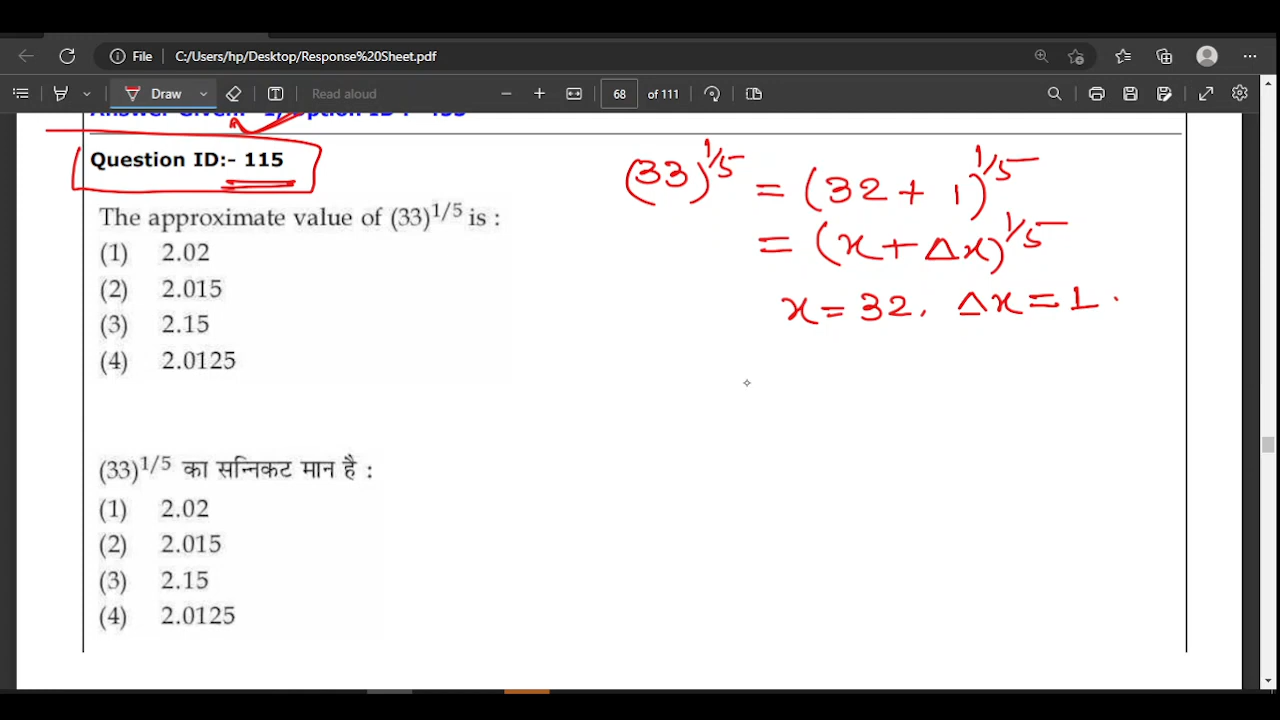 File C:/Users/hp/Desktop/Response%20Sheet.pdf
Draw Read aloud 68 of 111
Question ID:- 115
The approximate value of (33)^1/5 is :
(1) 2.02
(2) 2.015
(3) 2.15
(4) 2.0125
(33)^1/5 = (32 + 1)^1/5
= (x + Δx)^1/5
x = 32. Δx = 1.
(33)^1/5 का सन्निकट मान है :
(1) 2.02
(2) 2.015
(3) 2.15
(4) 2.0125